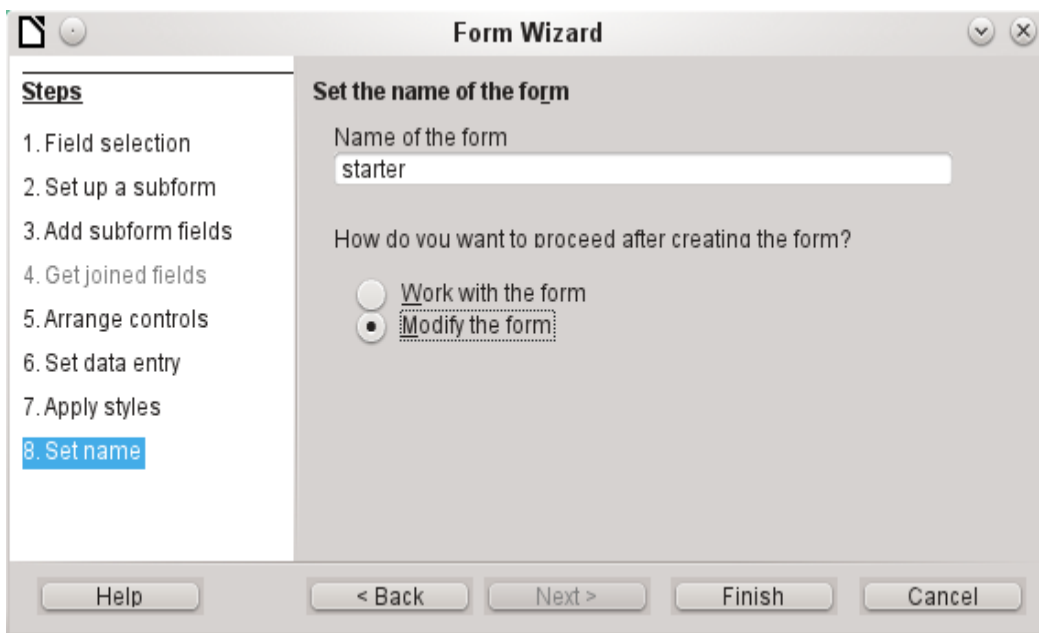 Form Wizard
Steps
1. Field selection
2. Set up a subform
3. Add subform fields
4. Get joined fields
5. Arrange controls
6. Set data entry
7. Apply styles
8. Set name
Set the name of the form
Name of the form
starter
How do you want to proceed after creating the form?
Work with the form
Modify the form
Help
< Back
Next >
Finish
Cancel